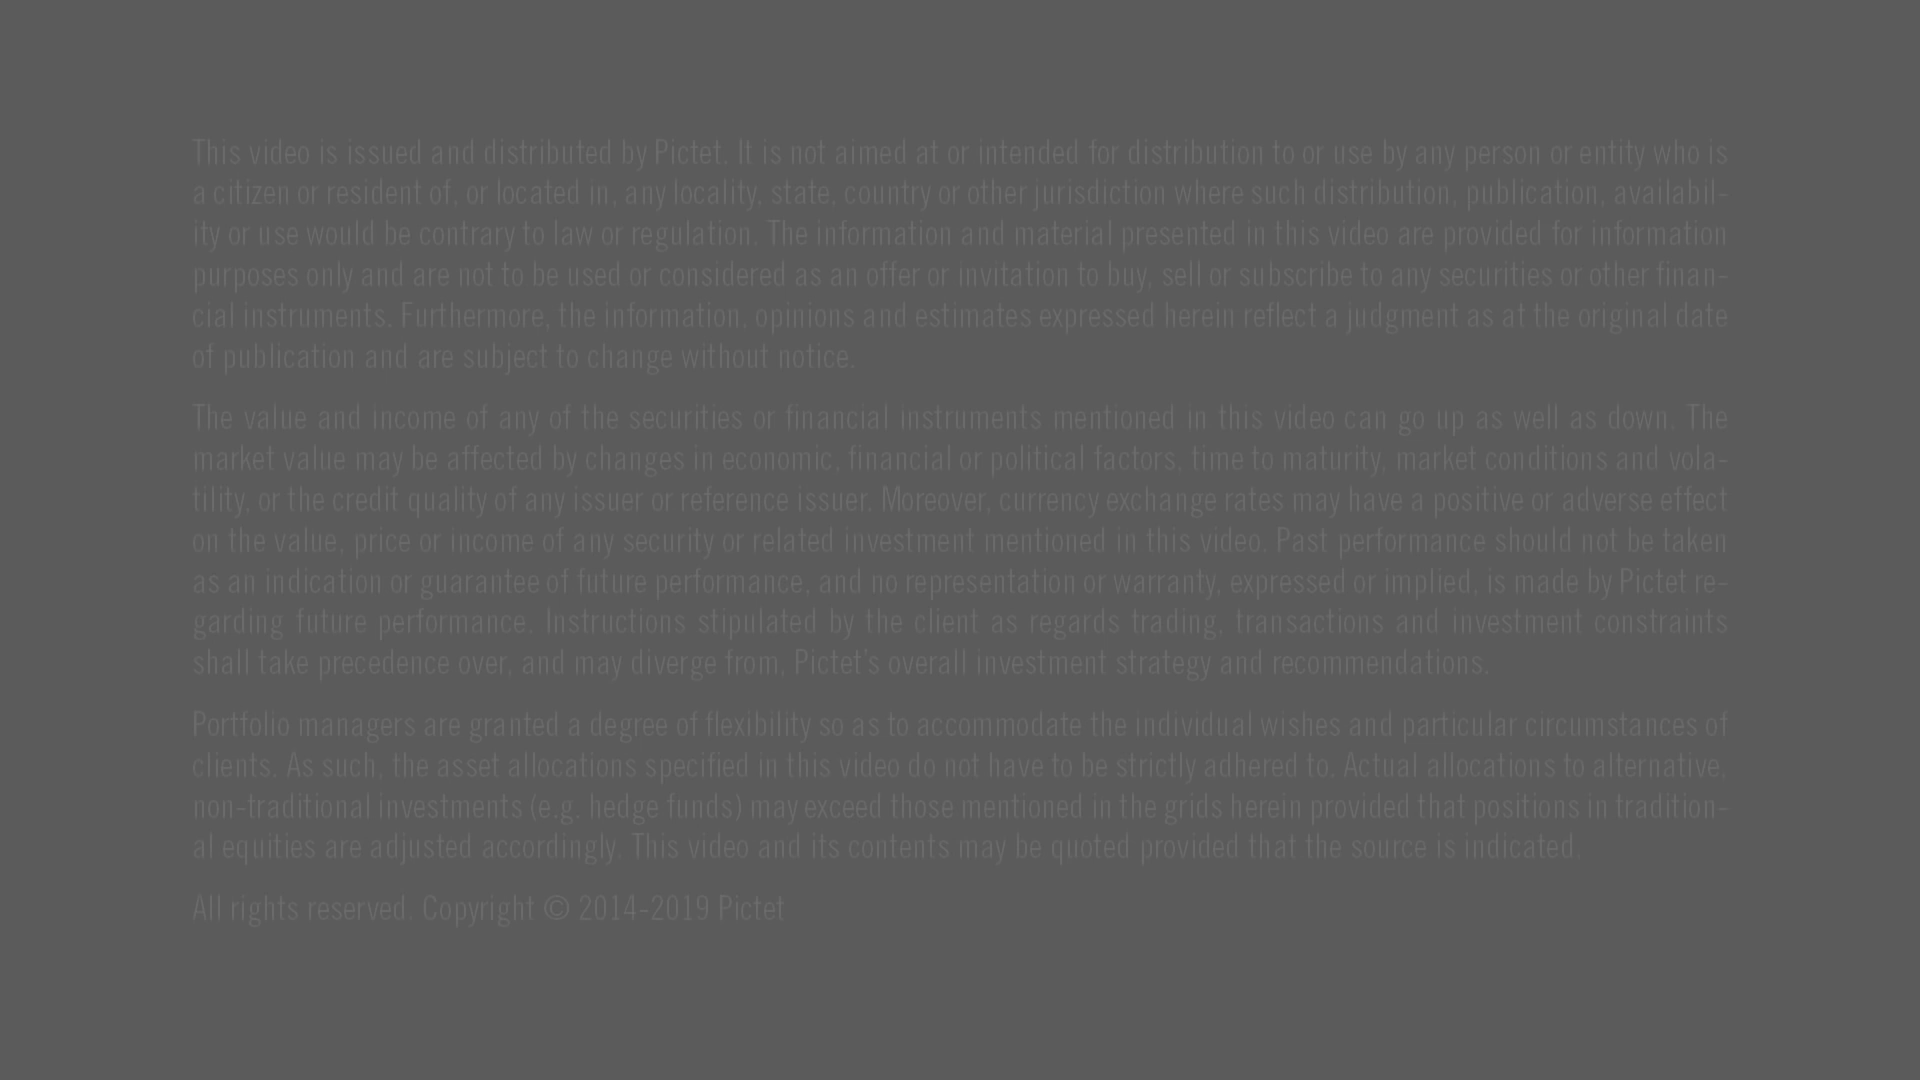 This video is issued and distributed by Pictet. It is not aimed at or intended for distribution to or use by any person or entity who is
a citizen or resident of, or located in, any locality, state, country or other jurisdiction where such distribution, publication, availabil-
ity or use would be contrary to law or regulation. The information and material presented in this video are provided for information
purposes only and are not to be used or considered as an offer or invitation to buy, sell or subscribe to any securities or other finan-
cial instruments. Furthermore, the information, opinions and estimates expressed herein reflect a judgment as at the original date
of publication and are subject to change without notice.
The value and income of any of the securities or financial instruments mentioned in this video can go up as well as down. The
market value may be affected by changes in economic, financial or political factors, time to maturity, market conditions and vola-
tility, or the credit quality of any issuer or reference issuer. Moreover, currency exchange rates may have a positive or adverse effect
on the value, price or income of any security or related investment mentioned in this video. Past performance should not be taken
as an indication or guarantee of future performance, and no representation or warranty, expressed or implied, is made by Pictet re-
garding future performance. Instructions stipulated by the client as regards trading, transactions and investment constraints
shall take precedence over, and may diverge from, Pictet's overall investment strategy and recommendations.
Portfolio managers are granted a degree of flexibility so as to accommodate the individual wishes and particular circumstances of
clients. As such, the asset allocations specified in this video do not have to be strictly adhered to. Actual allocations to alternative,
non-traditional investments (e.g. hedge funds) may exceed those mentioned in the grids herein provided that positions in tradition-
al equities are adjusted accordingly. This video and its contents may be quoted provided that the source is indicated.
All rights reserved. Copyright © 2014-2019 Pictet